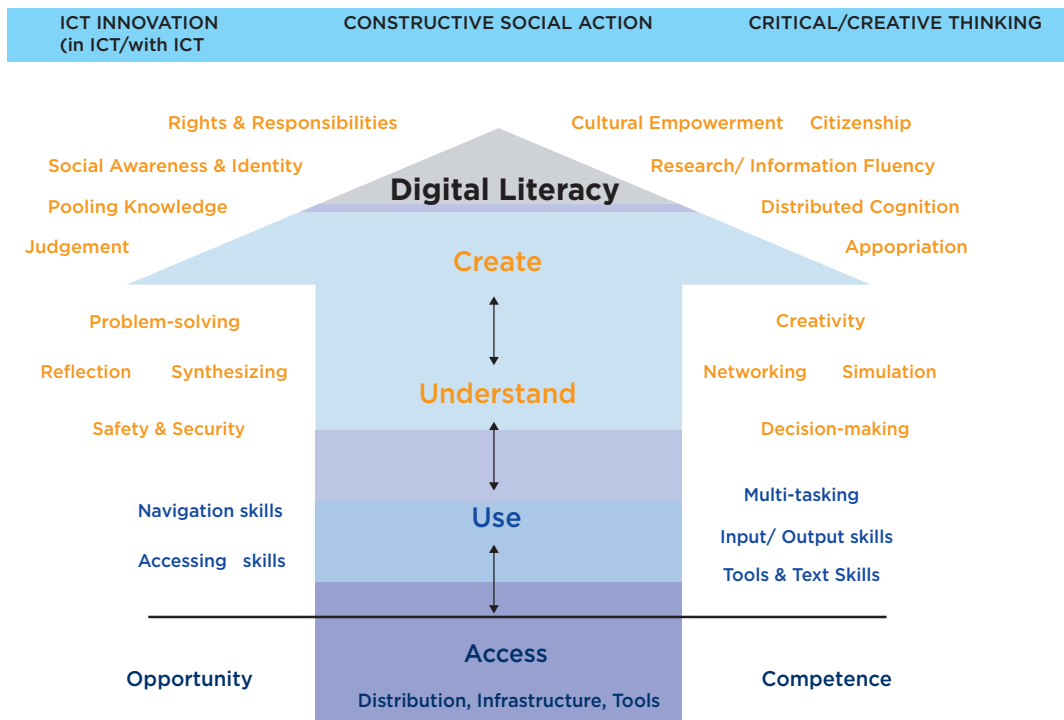 ICT INNOVATION
(in ICT/with ICT
CONSTRUCTIVE SOCIAL ACTION
CRITICAL/CREATIVE THINKING
Rights & Responsibilities
Cultural Empowerment
Citizenship
Social Awareness & Identity
Research/ Information Fluency
Digital Literacy
Pooling Knowledge
Distributed Cognition
Judgement
Appopriation
Create
Problem-solving
Creativity
Reflection
Synthesizing
Networking
Simulation
Understand
Safety & Security
Decision-making
Multi-tasking
Navigation skills
Use
Input/ Output skills
Accessing skills
Tools & Text Skills
Access
Opportunity
Competence
Distribution, Infrastructure, Tools